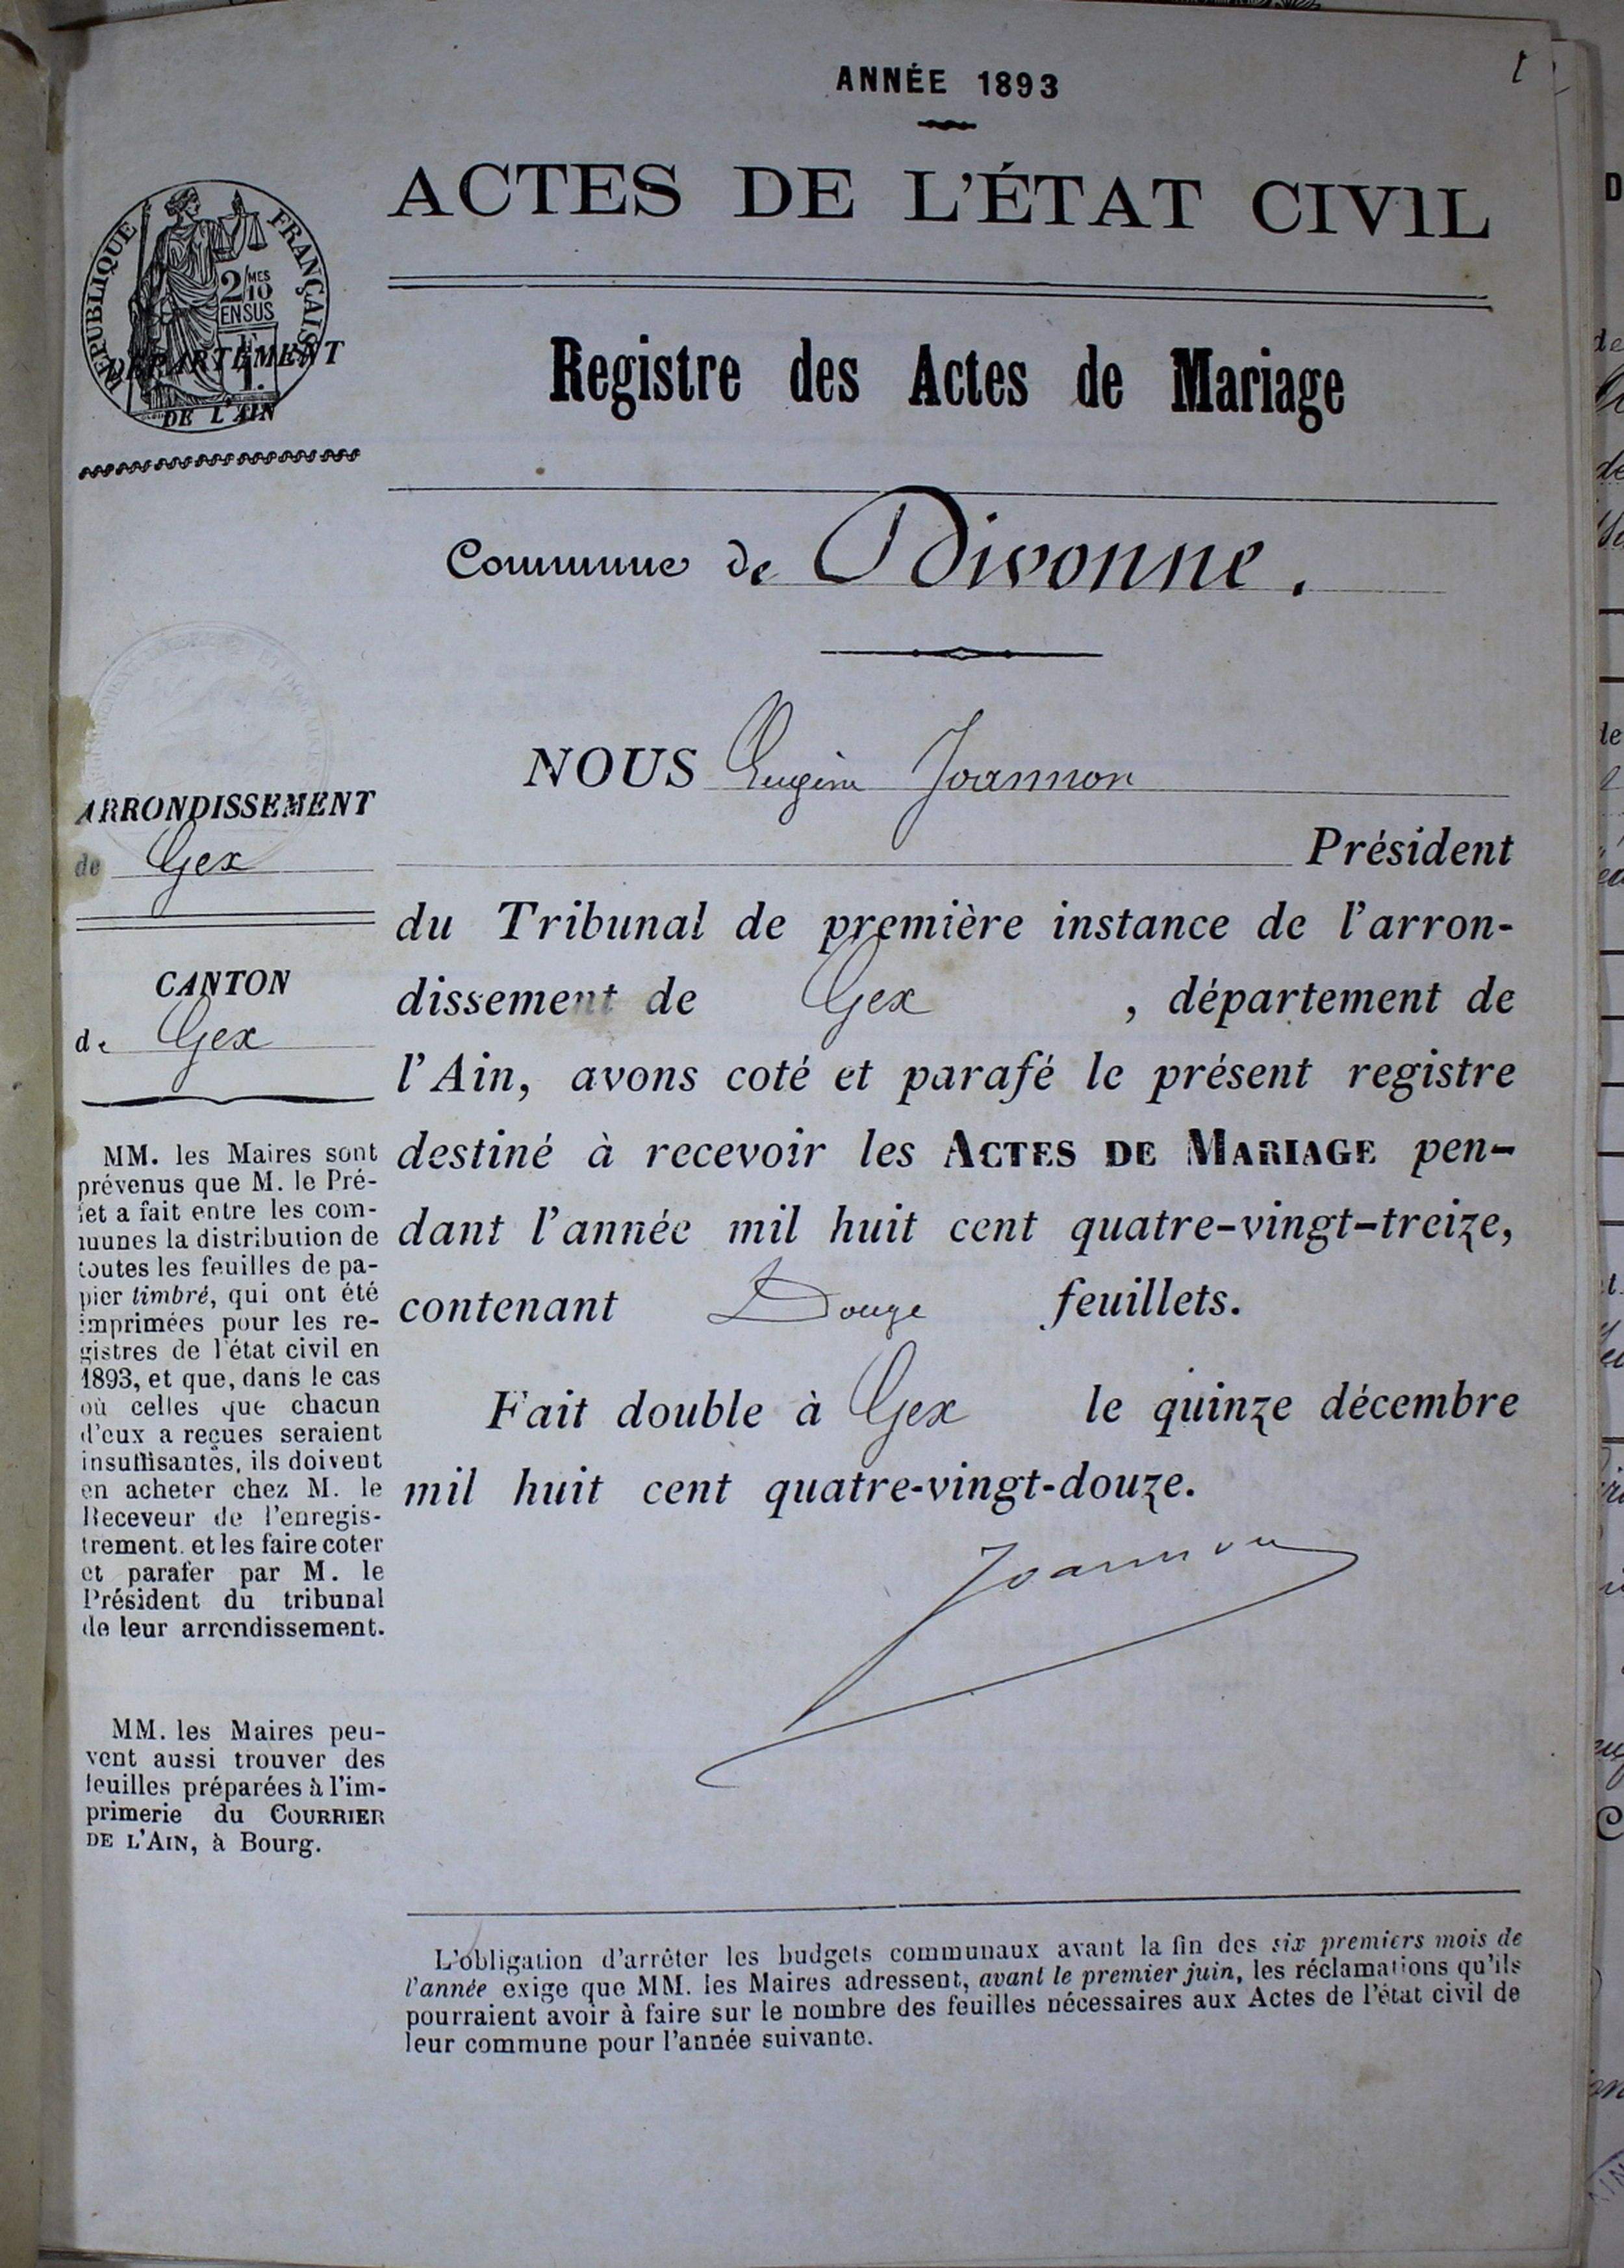 ANNÉE 1893
ACTES DE L'ÉTAT CIVIL
RÉPUBLIQUE FRANÇAISE
2/10 MES
EN SUS
DÉPARTEMENT
DE L'AIN
Registre des Actes de Mariage
Commune de Divonne.
ARRONDISSEMENT
de Gex
CANTON
de Gex
MM. les Maires sont
prévenus que M. le Pré-
fet a fait entre les com-
munes la distribution de
toutes les feuilles de pa-
pier timbré, qui ont été
imprimées pour les re-
gistres de l'état civil en
1893, et que, dans le cas
où celles que chacun
d'eux a reçues seraient
insuffisantes, ils doivent
en acheter chez M. le
Receveur de l'enregis-
trement. et les faire coter
et parafer par M. le
Président du tribunal
de leur arrondissement.
MM. les Maires peu-
vent aussi trouver des
feuilles préparées à l'im-
primerie du COURRIER
DE L'AIN, à Bourg.
NOUS Eugène Joannon
Président
du Tribunal de première instance de l'arron-
dissement de Gex , département de
l'Ain, avons coté et parafé le présent registre
destiné à recevoir les ACTES DE MARIAGE pen-
dant l'année mil huit cent quatre-vingt-treize,
contenant Douze feuillets.
Fait double à Gex le quinze décembre
mil huit cent quatre-vingt-douze.
Joannon
L'obligation d'arrêter les budgets communaux avant la fin des six premiers mois de
l'année exige que MM. les Maires adressent, avant le premier juin, les réclamations qu'ils
pourraient avoir à faire sur le nombre des feuilles nécessaires aux Actes de l'état civil de
leur commune pour l'année suivante.